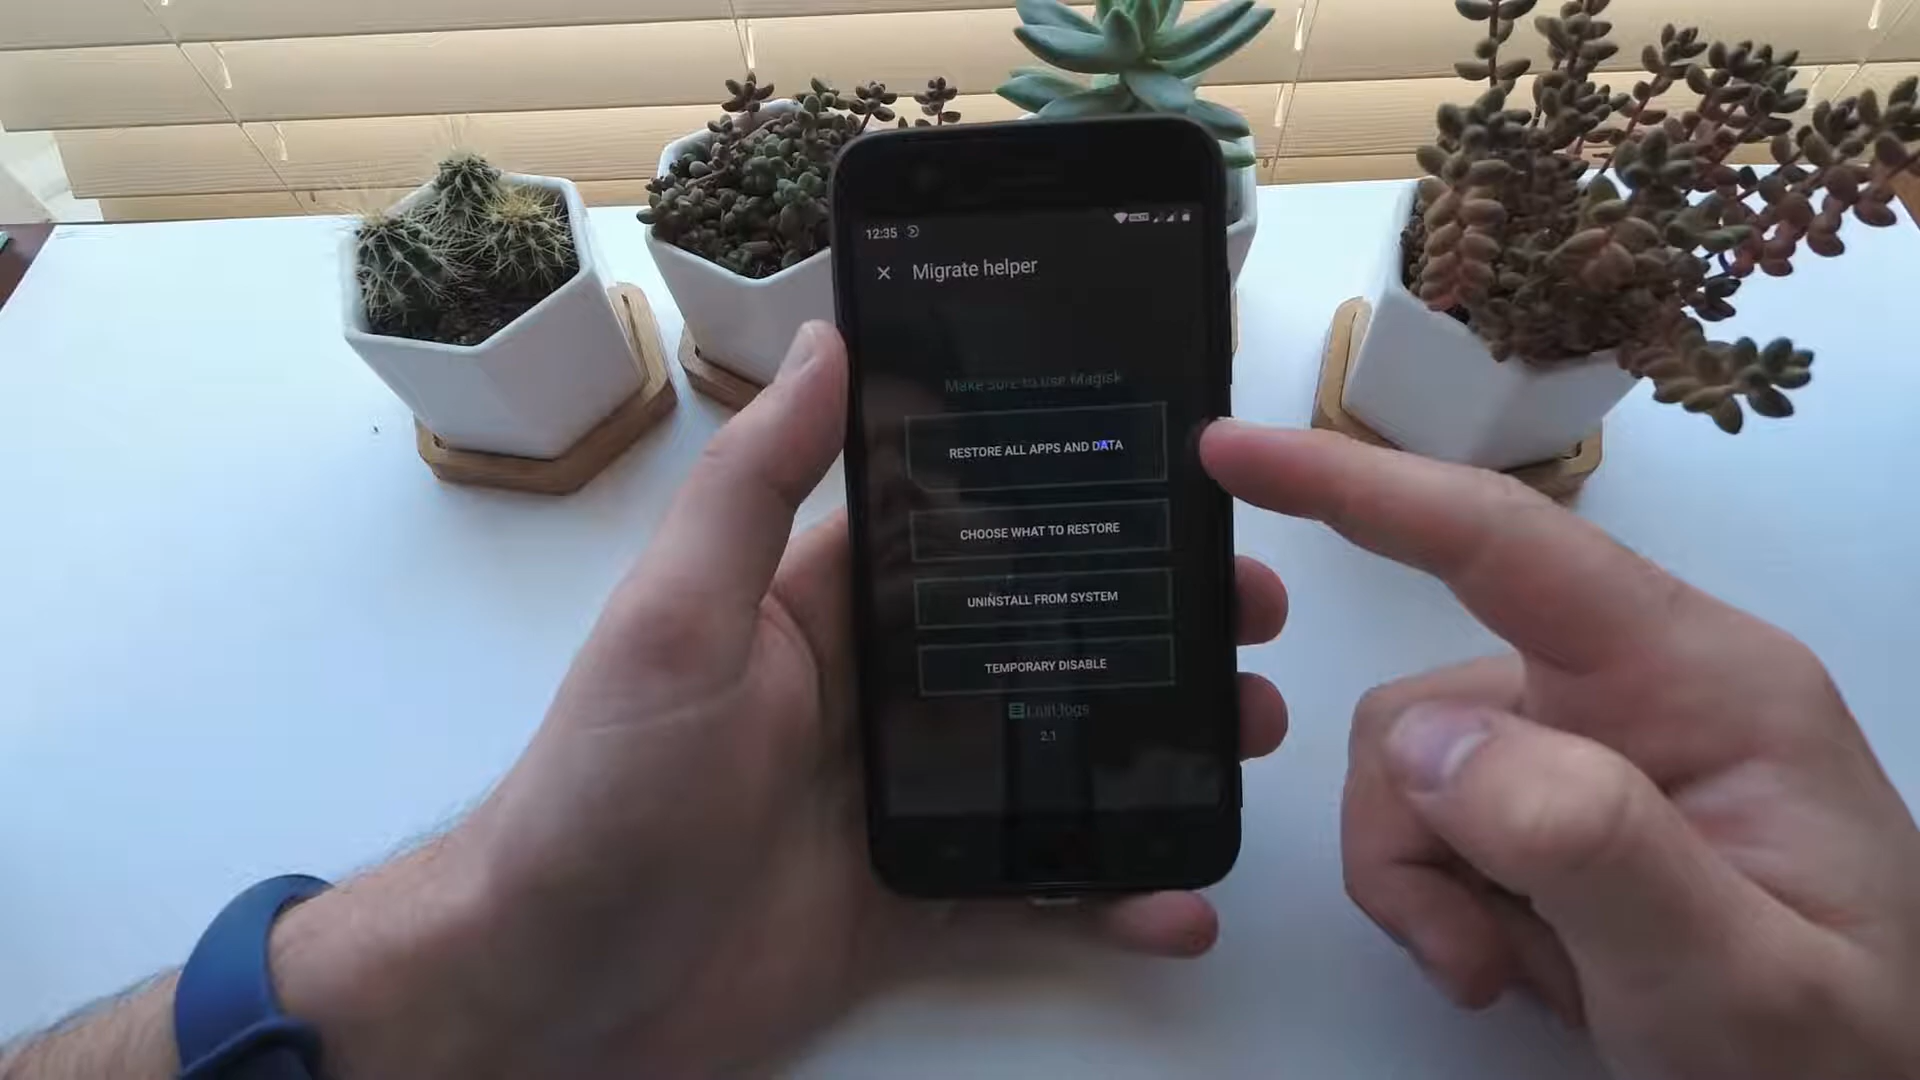 12:35
Migrate helper
Make sure to use Magisk
RESTORE ALL APPS AND DATA
CHOOSE WHAT TO RESTORE
UNINSTALL FROM SYSTEM
TEMPORARY DISABLE
logs
2.1